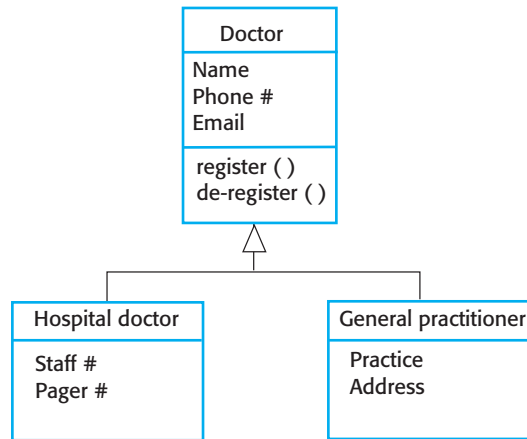 Doctor
Name
Phone #
Email
register ( )
de-register ( )
Hospital doctor
Staff #
Pager #
General practitioner
Practice
Address